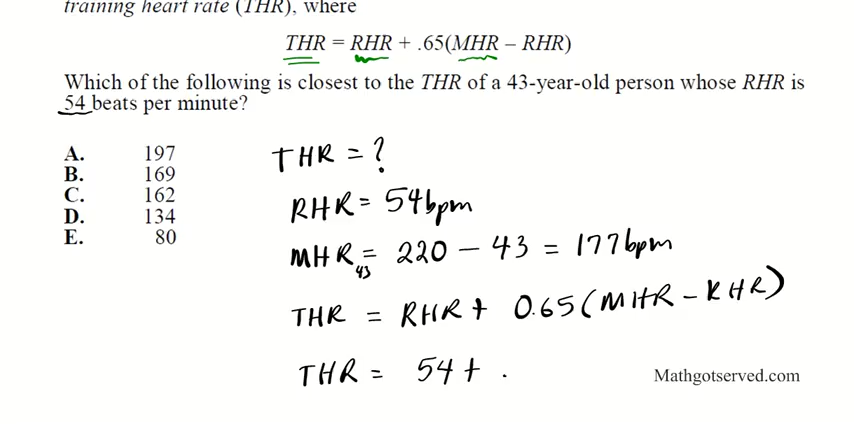 training heart rate (THR), where
THR = RHR + .65(MHR – RHR)
Which of the following is closest to the THR of a 43-year-old person whose RHR is
54 beats per minute?
A. 197
B. 169
C. 162
D. 134
E. 80
THR = ?
RHR = 54bpm
MHR43 = 220 – 43 = 177bpm
THR = RHR + 0.65(MHR – RHR)
THR = 54 + .
Mathgotserved.com